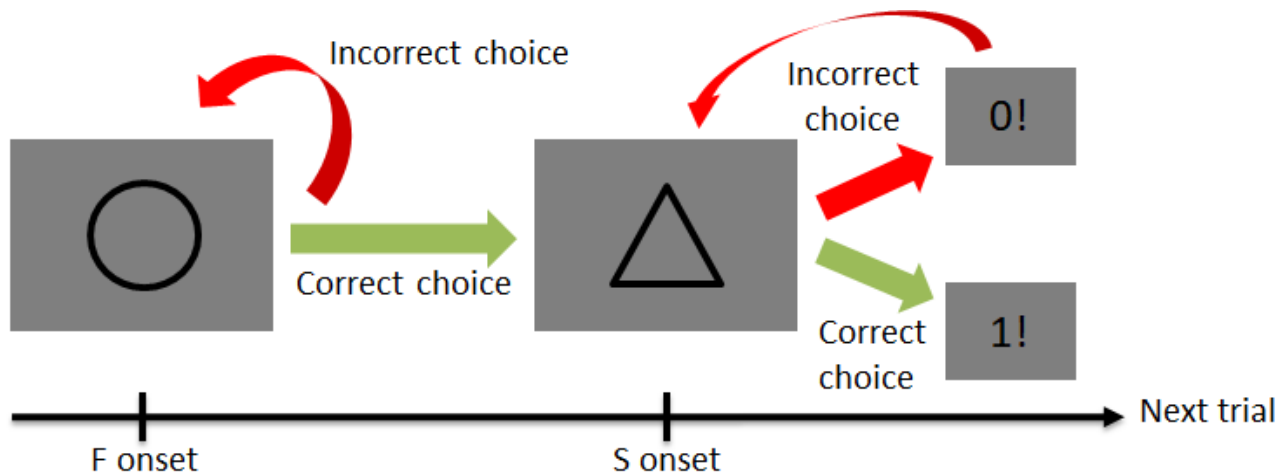 Incorrect choice
Correct choice
Incorrect
choice
0!
Correct
choice
1!
F onset
S onset
Next trial